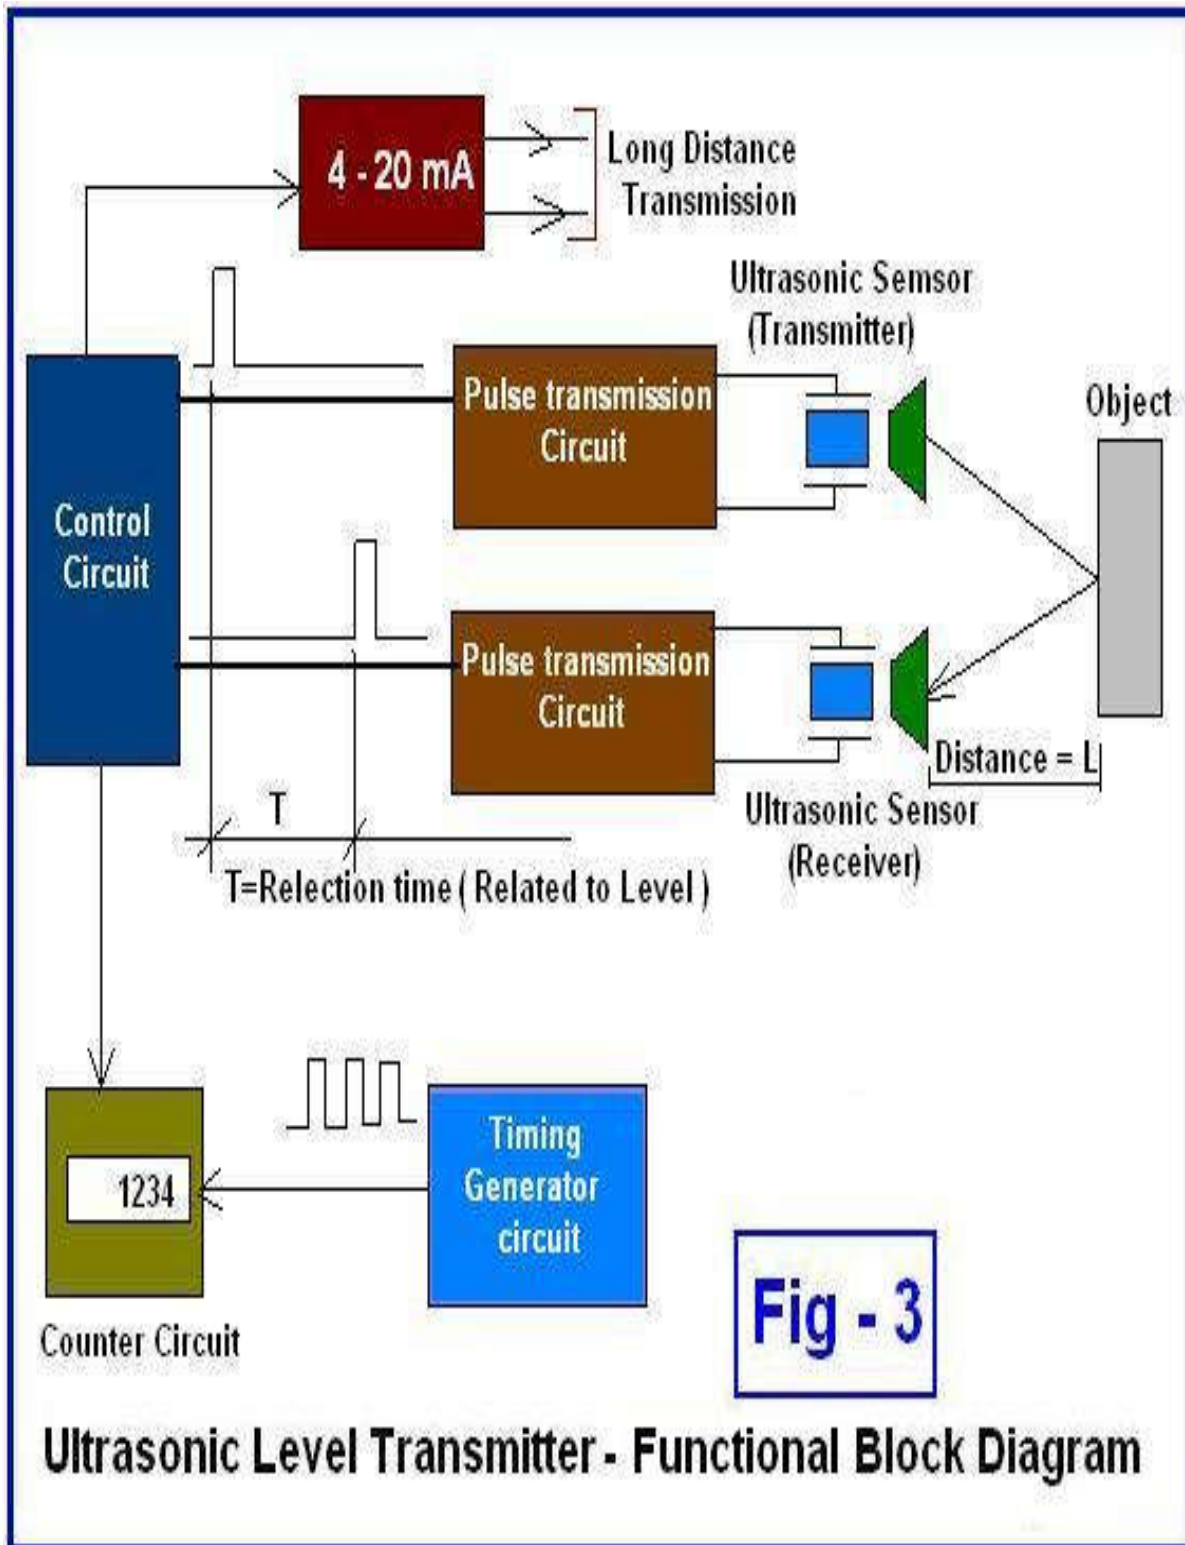 4 - 20 mA
Long Distance
Transmission
Ultrasonic Semsor
(Transmitter)
Pulse transmission
Circuit
Object
Control
Circuit
Pulse transmission
Circuit
Distance = L
Ultrasonic Sensor
(Receiver)
T
T=Relection time ( Related to Level )
1234
Timing
Generator
circuit
Counter Circuit
Fig - 3
Ultrasonic Level Transmitter - Functional Block Diagram